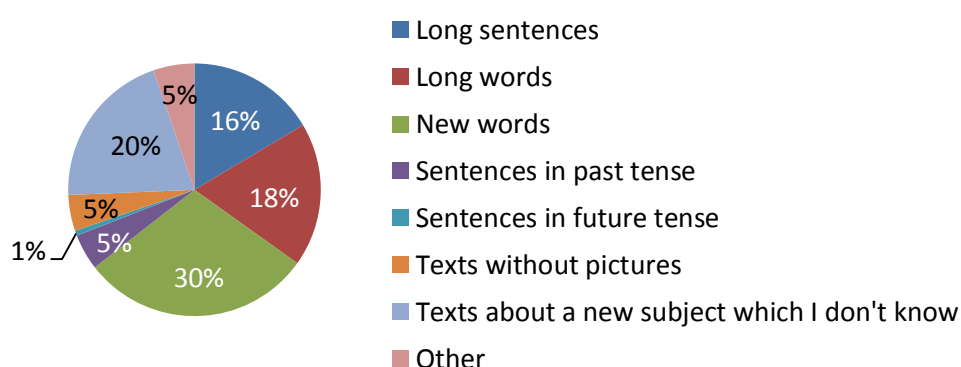 5%
16%
20%
18%
5%
5%
1%
30%
Long sentences
Long words
New words
Sentences in past tense
Sentences in future tense
Texts without pictures
Texts about a new subject which I don't know
Other